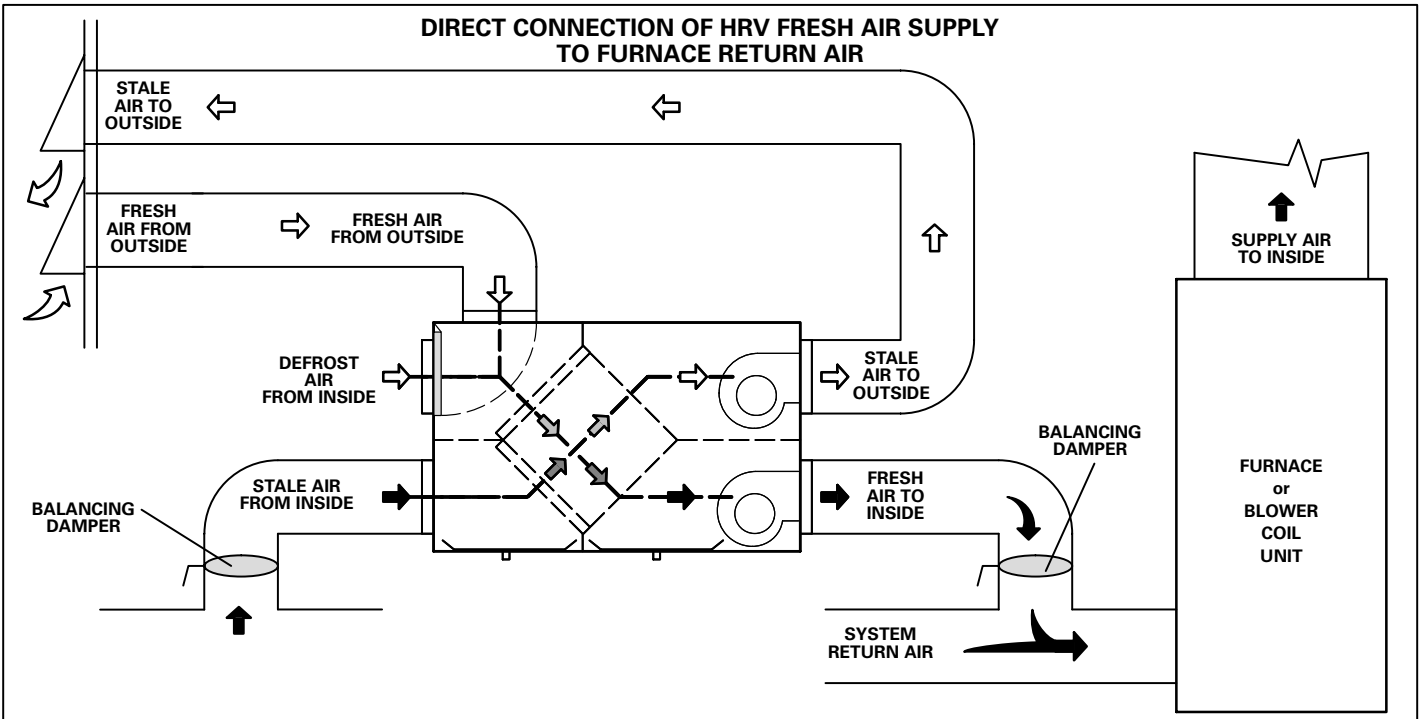 DIRECT CONNECTION OF HRV FRESH AIR SUPPLY
TO FURNACE RETURN AIR
STALE
AIR TO
OUTSIDE
FRESH
AIR FROM
OUTSIDE
FRESH AIR
FROM OUTSIDE
SUPPLY AIR
TO INSIDE
DEFROST
AIR
FROM INSIDE
STALE
AIR TO
OUTSIDE
BALANCING
DAMPER
STALE AIR
FROM INSIDE
FRESH
AIR TO
INSIDE
BALANCING
DAMPER
FURNACE
or
BLOWER
COIL
UNIT
SYSTEM
RETURN AIR